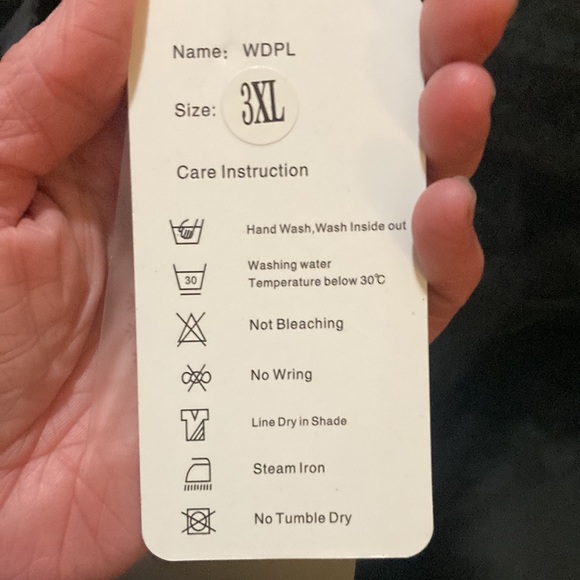 Name: WDPL
Size: 3XL
Care Instruction
Hand Wash,Wash Inside out
30
Washing water
Temperature below 30℃
Not Bleaching
No Wring
Line Dry in Shade
Steam Iron
No Tumble Dry